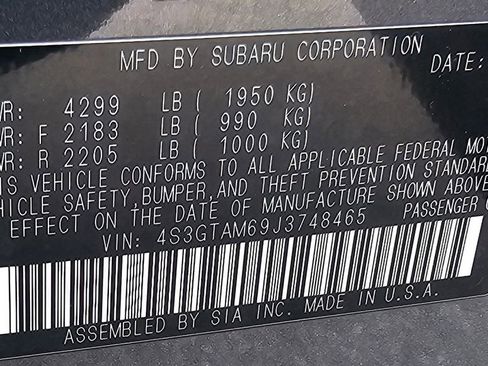 MFD BY SUBARU CORPORATION
DATE:
WR: 4299 LB ( 1950 KG)
WR: F 2183 LB ( 990 KG)
WR: R 2205 LB ( 1000 KG)
IS VEHICLE CONFORMS TO ALL APPLICABLE FEDERAL MOT
HICLE SAFETY,BUMPER,AND THEFT PREVENTION STANDARD
EFFECT ON THE DATE OF MANUFACTURE SHOWN ABOVE
VIN: 4S3GTAM69J3748465 PASSENGER
ASSEMBLED BY SIA INC. MADE IN U.S.A.